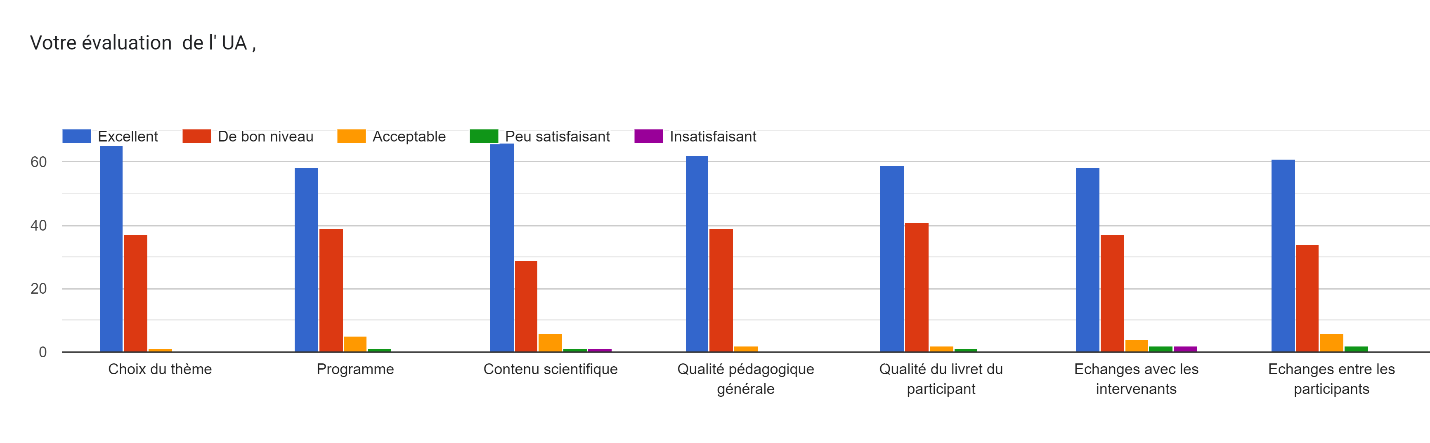 Votre évaluation  de l' UA ,
Excellent De bon niveau Acceptable Peu satisfaisant Insatisfaisant
60
40
20
0
Choix du thème Programme Contenu scientifique Qualité pédagogique générale Qualité du livret du participant Echanges avec les intervenants Echanges entre les participants